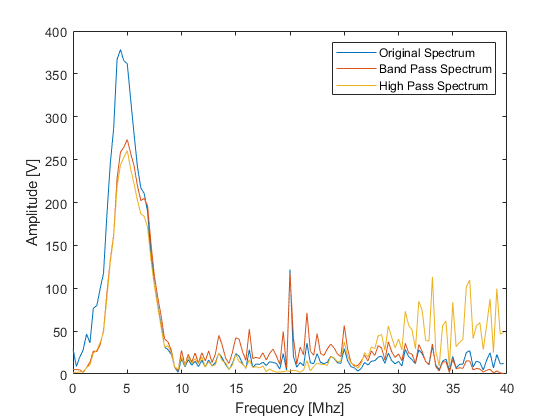 400
350
300
250
200
150
100
50
0
Amplitude [V]
Original Spectrum
Band Pass Spectrum
High Pass Spectrum
0 5 10 15 20 25 30 35 40
Frequency [Mhz]